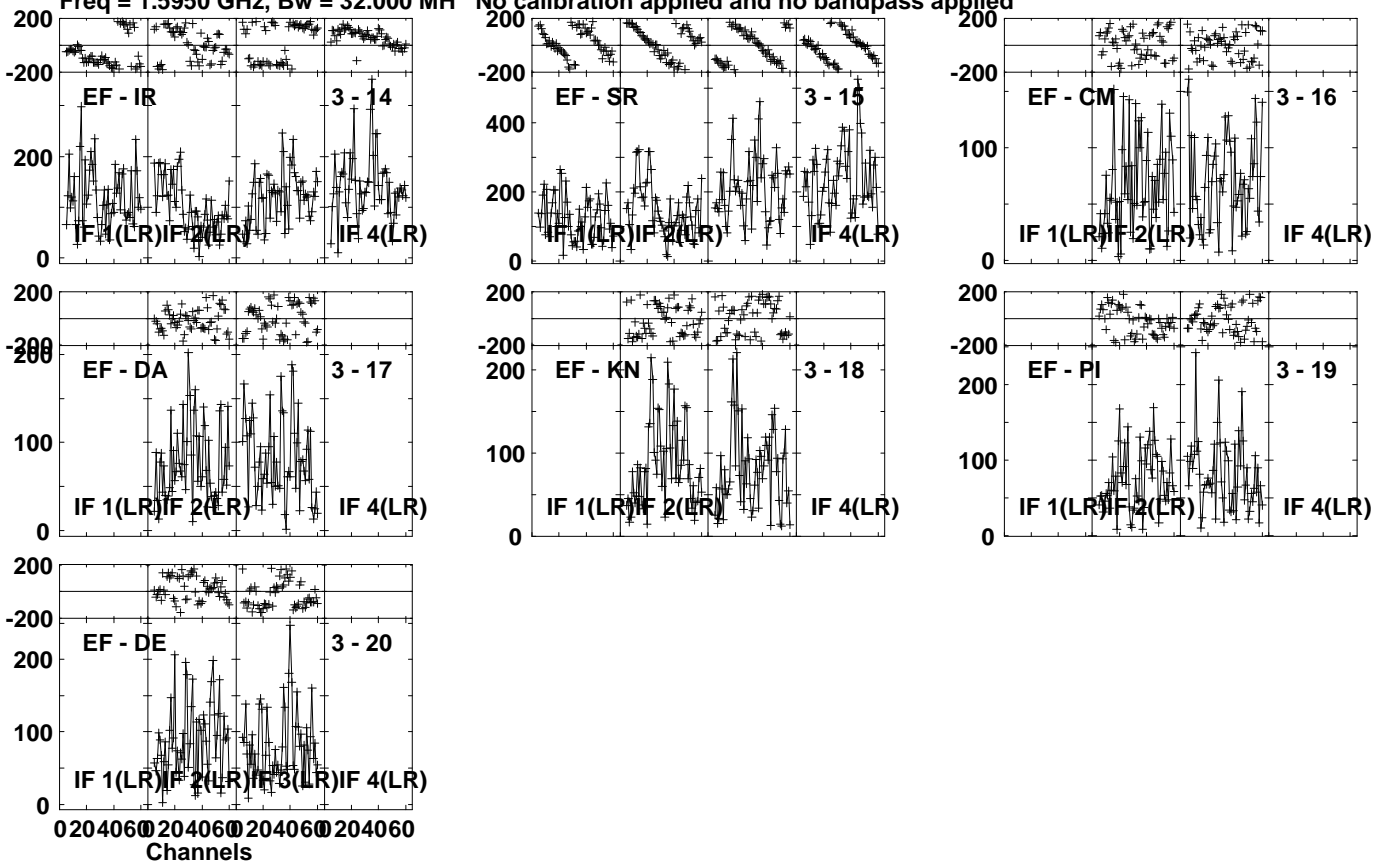 Freq = 1.5950 GHz, Bw = 32.000 MH No calibration applied and no bandpass applied
200
-200
EF - IR
3 - 14
200
0
IF 1(LR)IF 2(LR)
IF 4(LR)
EF - SR
3 - 15
400
200
0
IF 1(LR)IF 2(LR)
IF 4(LR)
200
-200
EF - CM
3 - 16
100
0
IF 1(LR)IF 2(LR)
IF 4(LR)
200
-200
200
EF - DA
3 - 17
100
0
IF 1(LR)IF 2(LR)
IF 4(LR)
200
-200
EF - KN
3 - 18
200
100
0
IF 1(LR)IF 2(LR)
IF 4(LR)
200
-200
EF - PI
3 - 19
200
100
0
IF 1(LR)IF 2(LR)
IF 4(LR)
200
-200
EF - DE
3 - 20
200
100
0
IF 1(LR)IF 2(LR)IF 3(LR)IF 4(LR)
0204060 0204060 0204060 0204060
Channels